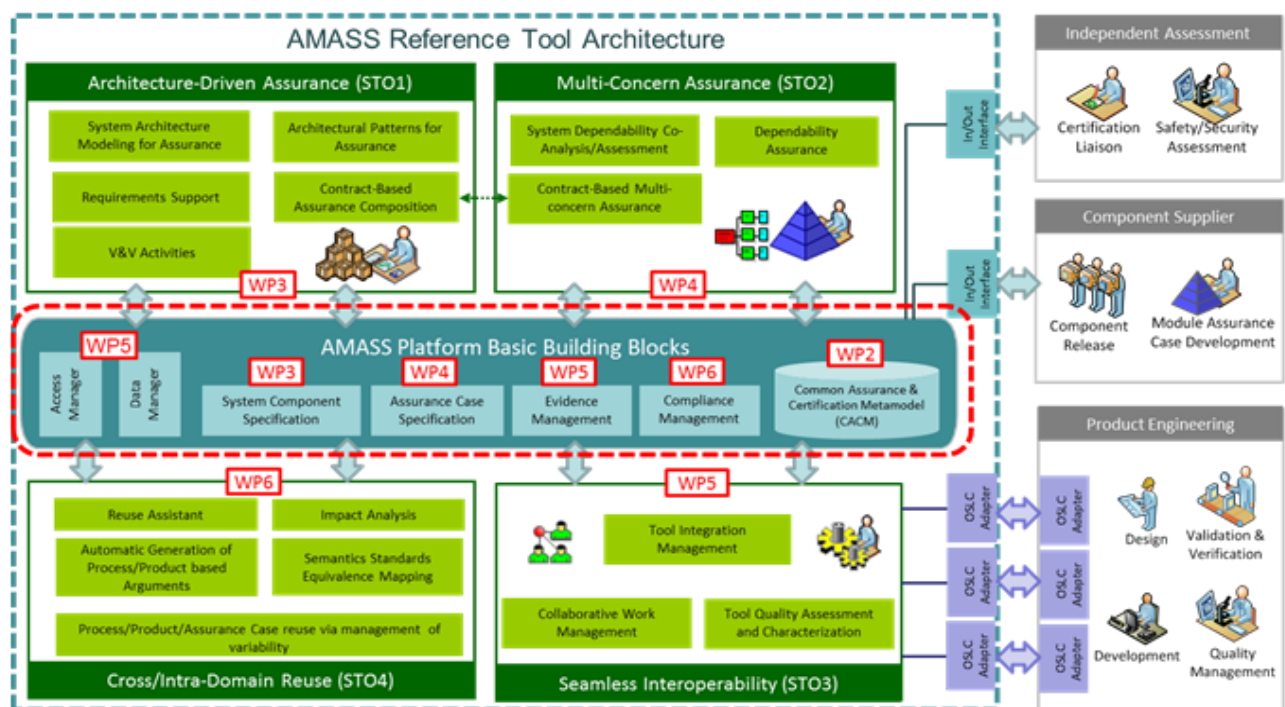 AMASS Reference Tool Architecture
Architecture-Driven Assurance (STO1)
System Architecture
Modeling for Assurance
Architectural Patterns for
Assurance
Requirements Support
Contract-Based
Assurance Composition
V&V Activities
WP3
Multi-Concern Assurance (STO2)
System Dependability Co-
Analysis/Assessment
Dependability
Assurance
Contract-Based Multi-
concern Assurance
WP4
AMASS Platform Basic Building Blocks
WP5
Access
Manager
Data
Manager
WP3
System Component
Specification
WP4
Assurance Case
Specification
WP5
Evidence
Management
WP6
Compliance
Management
WP2
Common Assurance &
Certification Metamodel
(CACM)
WP6
Reuse Assistant
Impact Analysis
Automatic Generation of
Process/Product based
Arguments
Semantics Standards
Equivalence Mapping
Process/Product/Assurance Case reuse via management of
variability
Cross/Intra-Domain Reuse (STO4)
WP5
Tool Integration
Management
Collaborative Work
Management
Tool Quality Assessment
and Characterization
Seamless Interoperability (STO3)
In/Out
Interface
In/Out
Interface
OSLC
Adapter
OSLC
Adapter
OSLC
Adapter
OSLC
Adapter
OSLC
Adapter
OSLC
Adapter
Independent Assessment
Certification
Liaison
Safety/Security
Assessment
Component Supplier
Component
Release
Module Assurance
Case Development
Product Engineering
Design
Validation &
Verification
Development
Quality
Management